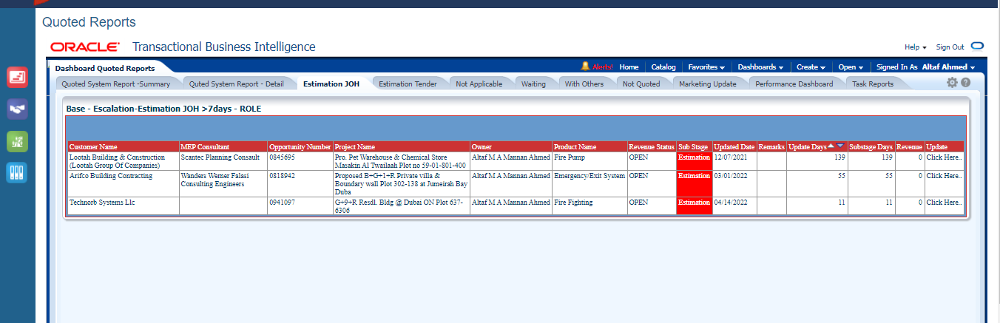 Quoted Reports
ORACLE Transactional Business Intelligence
Help Sign Out
Dashboard Quoted Reports
Alerts! Home Catalog Favorites Dashboards Create Open Signed In As Altaf Ahmed
Quoted System Report -Summary Quted System Report - Detail Estimation JOH Estimation Tender Not Applicable Waiting With Others Not Quoted Marketing Update Performance Dashboard Task Reports
Base - Escalation-Estimation JOH >7days - ROLE
Customer Name MEP Consultant Opportunity Number Project Name Owner Product Name Revenue Status Sub Stage Updated Date Remarks Update Days Substage Days Revenue Update
Lootah Building & Construction Scantec Planning Consault 0845695 Pro. Pet Warehouse & Chemical Store Altaf M A Mannan Ahmed Fire Pump OPEN Estimation 12/07/2021 139 139 0 Click Here..
(Lootah Group Of Companies) Masakin Al Twailaah Plot no 59-01-801-400
Arifco Building Contracting Wanders Werner Falasi 0818942 Proposed B+G+1+R Private villa & Altaf M A Mannan Ahmed Emergency/Exit System OPEN Estimation 03/01/2022 55 55 0 Click Here..
Consulting Engineers Boundary wall Plot 302-138 at Jumeirah Bay
Duba
Technorb Systems Llc 0941097 G+9+R Resdl. Bldg @ Dubai ON Plot 637- Altaf M A Mannan Ahmed Fire Fighting OPEN Estimation 04/14/2022 11 11 0 Click Here..
6306